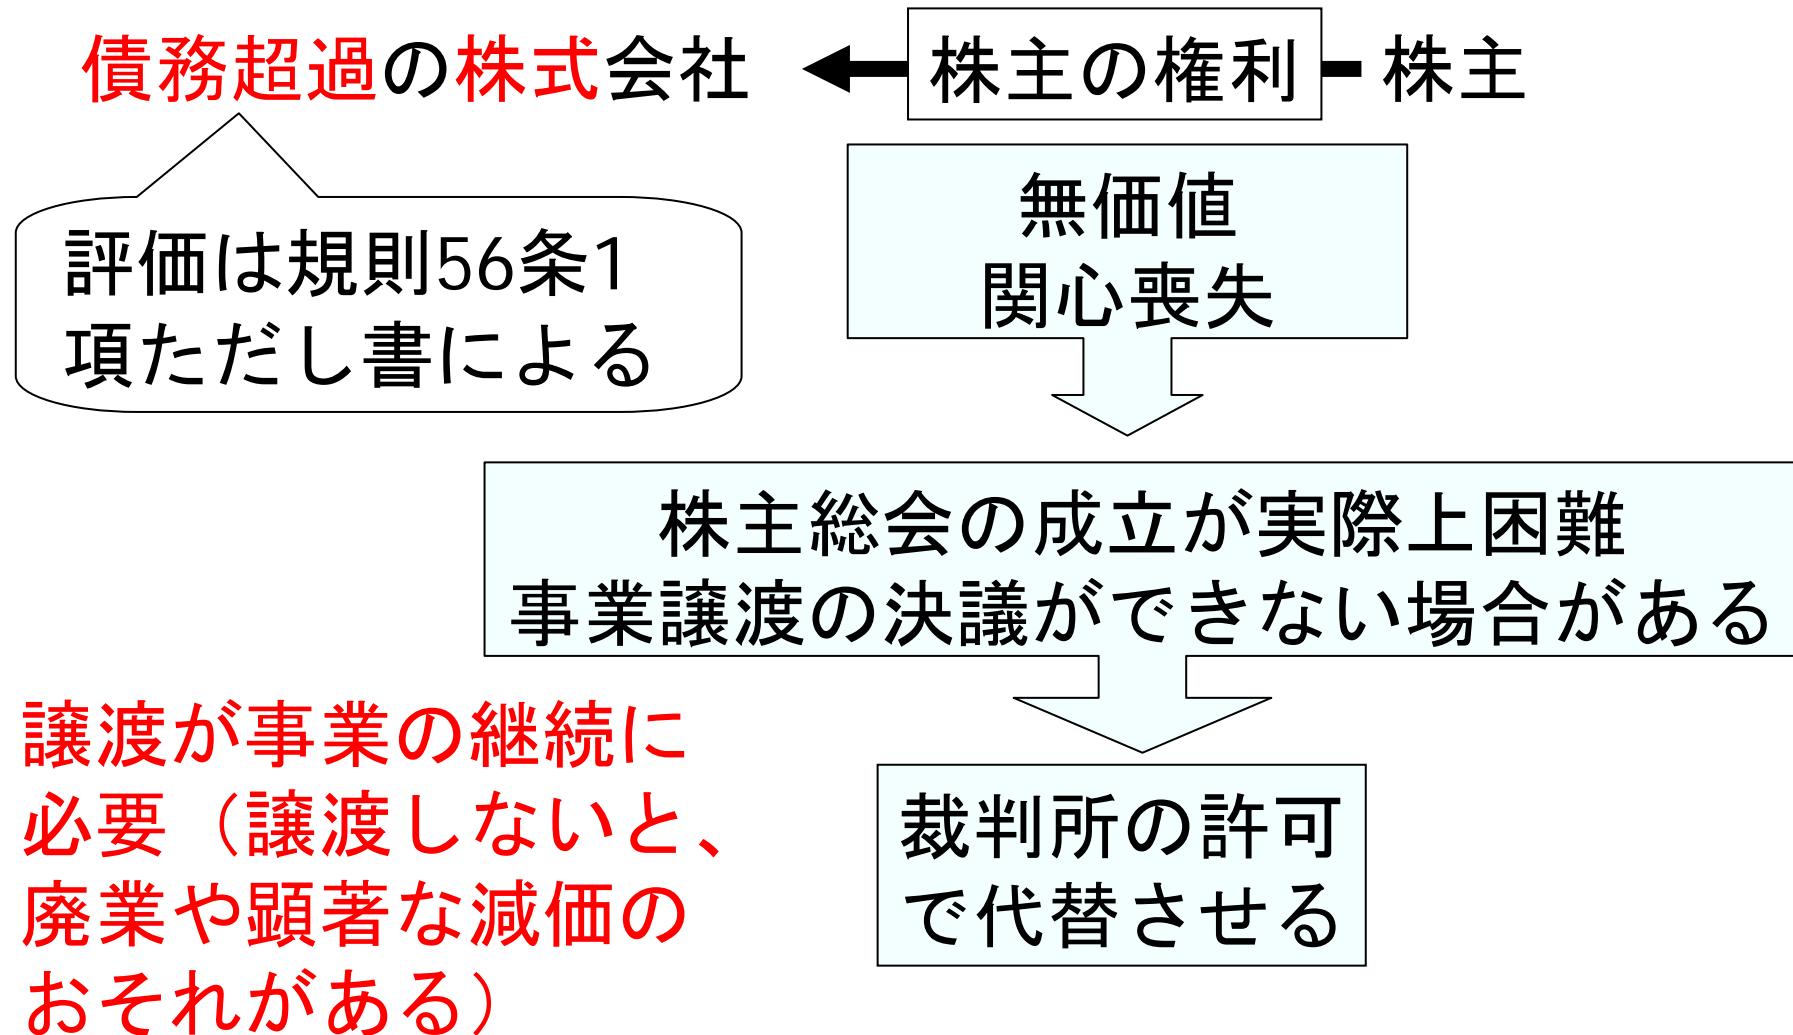 債務超過の株式会社
株主の権利
株主
無価値
関心喪失
評価は規則56条1
項ただし書による
株主総会の成立が実際上困難
事業譲渡の決議ができない場合がある
譲渡が事業の継続に
必要（譲渡しないと、
廃業や顕著な減価の
おそれがある）
裁判所の許可
で代替させる